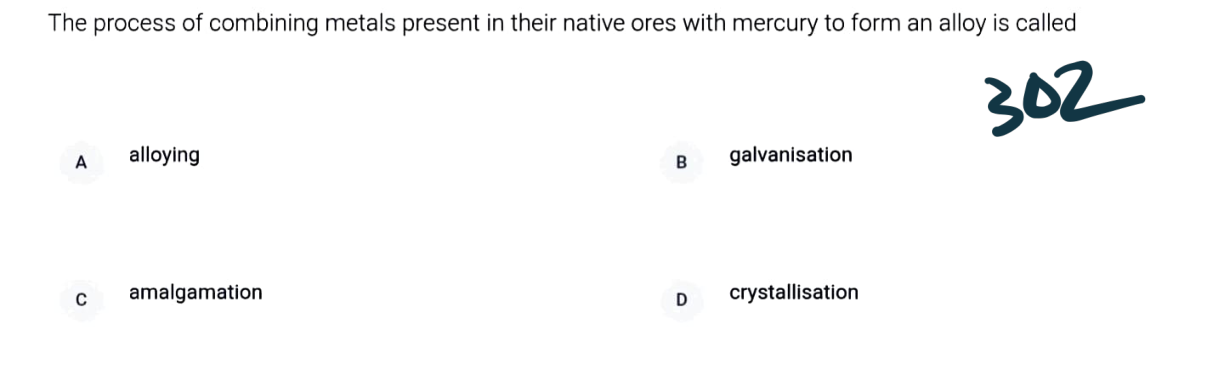 The process of combining metals present in their native ores with mercury to form an alloy is called
302
A alloying
B galvanisation
C amalgamation
D crystallisation